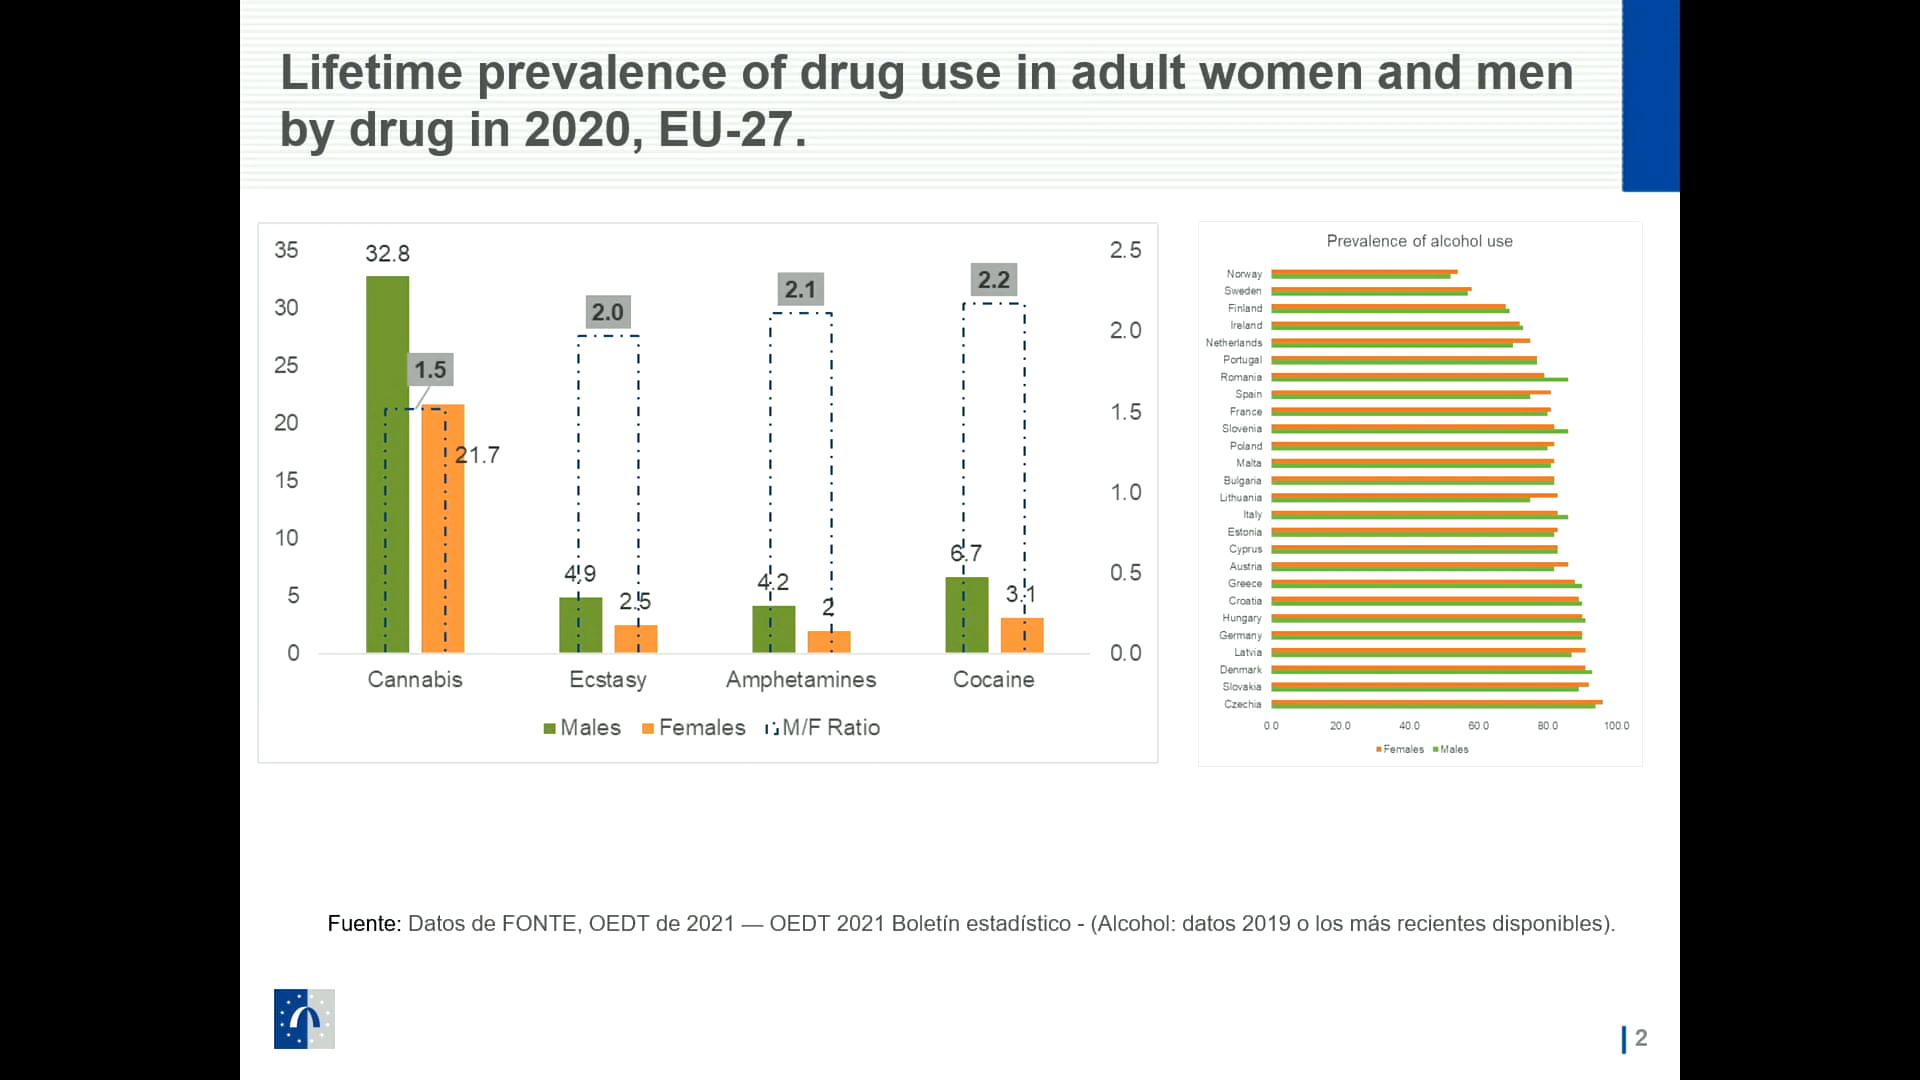 Lifetime prevalence of drug use in adult women and men
by drug in 2020, EU-27.
35
30
25
20
15
10
5
0
32.8
21.7
1.5
4.9
2.5
2.0
4.2
2
2.1
6.7
3.1
2.2
2.5
2.0
1.5
1.0
0.5
0.0
Cannabis
Ecstasy
Amphetamines
Cocaine
Males
Females
M/F Ratio
Prevalence of alcohol use
Norway
Sweden
Finland
Ireland
Netherlands
Portugal
Romania
Spain
France
Slovenia
Poland
Malta
Bulgaria
Lithuania
Italy
Estonia
Cyprus
Austria
Greece
Croatia
Hungary
Germany
Latvia
Denmark
Slovakia
Czechia
0.0 20.0 40.0 60.0 80.0 100.0
Females Males
Fuente: Datos de FONTE, OEDT de 2021 — OEDT 2021 Boletín estadístico - (Alcohol: datos 2019 o los más recientes disponibles).
2